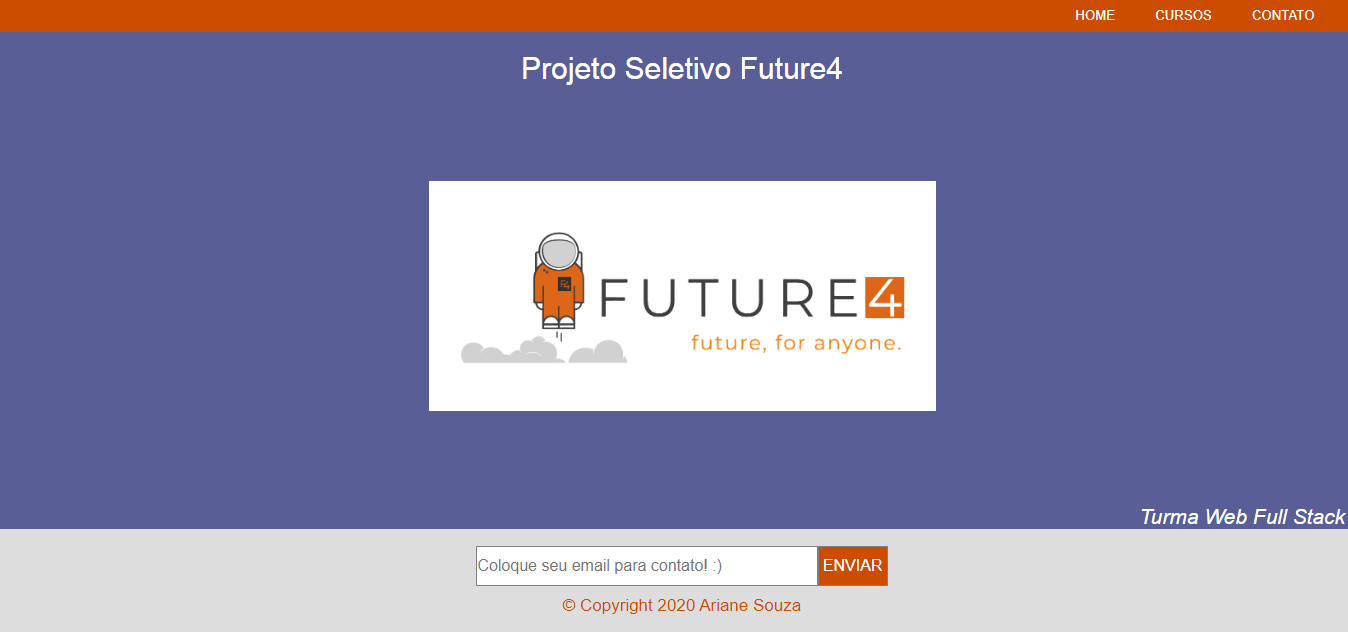 HOME CURSOS CONTATO
Projeto Seletivo Future4
F4
FUTURE4
future, for anyone.
Turma Web Full Stack
Coloque seu email para contato! :) ENVIAR
© Copyright 2020 Ariane Souza